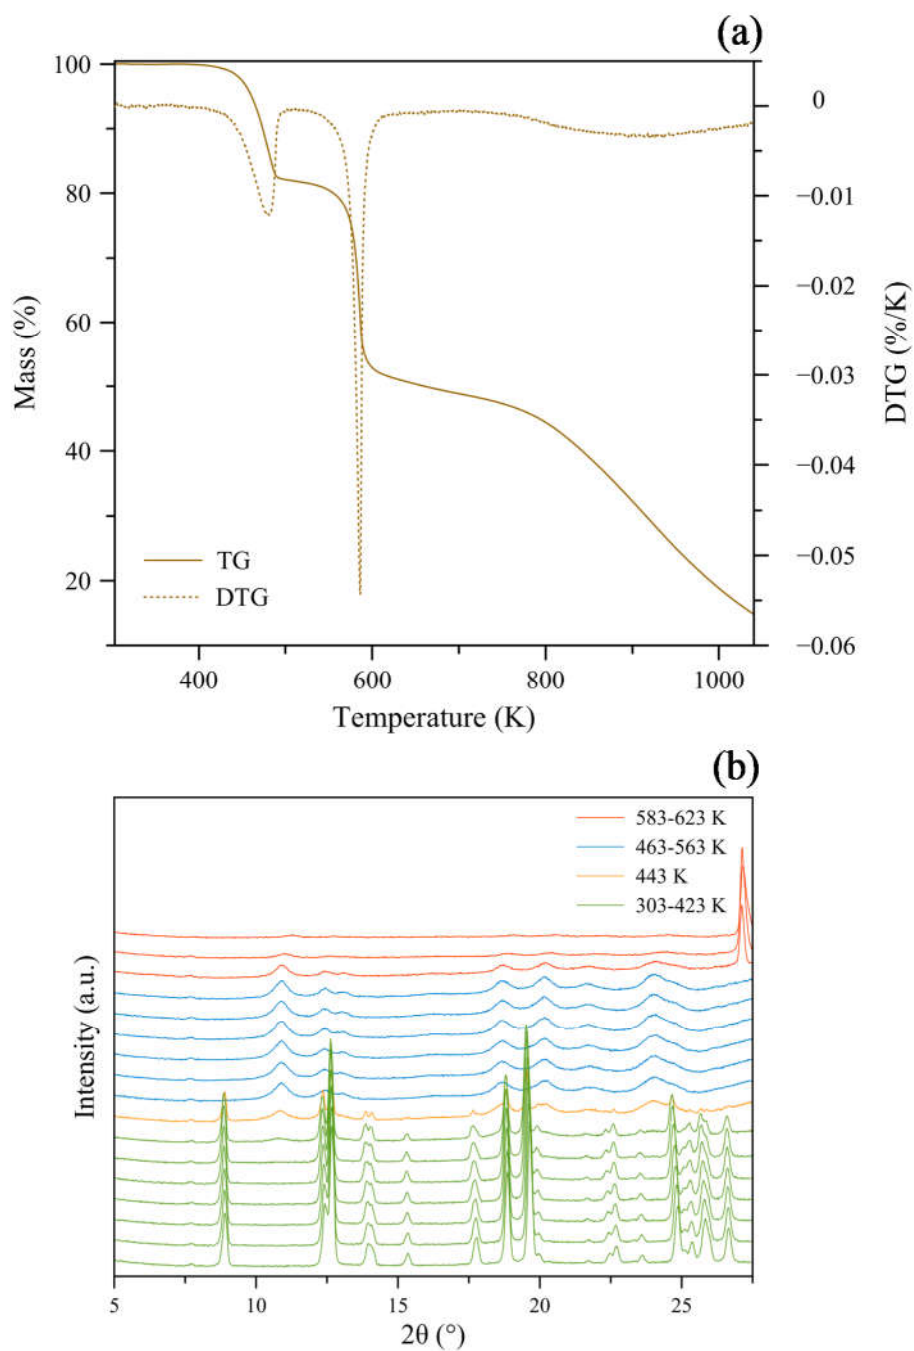 (a)
100
80
60
40
20
Mass (%)
0
−0.01
−0.02
−0.03
−0.04
−0.05
−0.06
DTG (%/K)
TG
DTG
400 600 800 1000
Temperature (K)
(b)
583-623 K
463-563 K
443 K
303-423 K
Intensity (a.u.)
5 10 15 20 25
2θ (°)